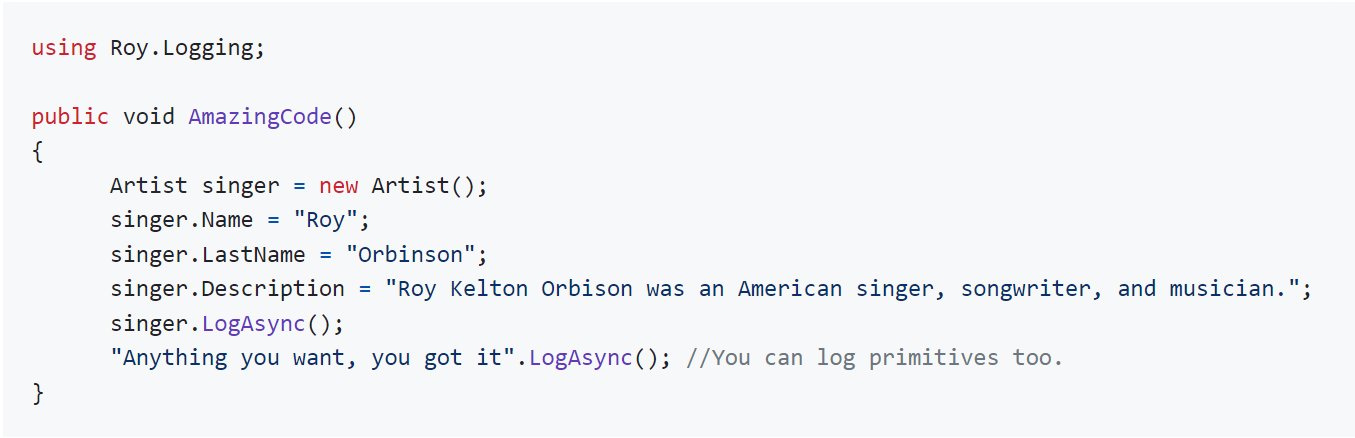 using Roy.Logging;
public void AmazingCode()
{
Artist singer = new Artist();
singer.Name = "Roy";
singer.LastName = "Orbinson";
singer.Description = "Roy Kelton Orbison was an American singer, songwriter, and musician.";
singer.LogAsync();
"Anything you want, you got it".LogAsync(); //You can log primitives too.
}